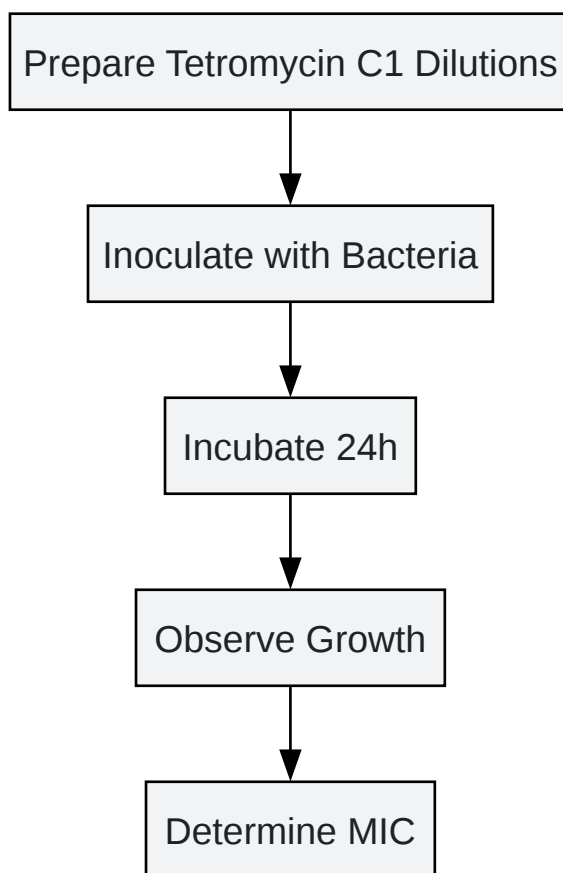 Prepare Tetromycin C1 Dilutions
Inoculate with Bacteria
Incubate 24h
Observe Growth
Determine MIC